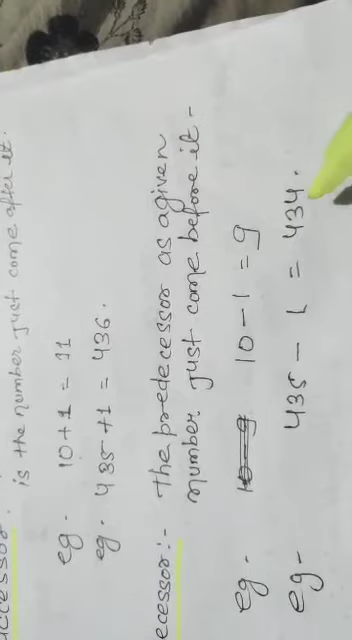 is the number just come after it.
eg. 10+1 = 11
eg. 435+1 = 436.
ecessor:- the predecessor as a given
number just come before it.-
eg. 10-1 = 9
eg- 435 - 1 = 434.